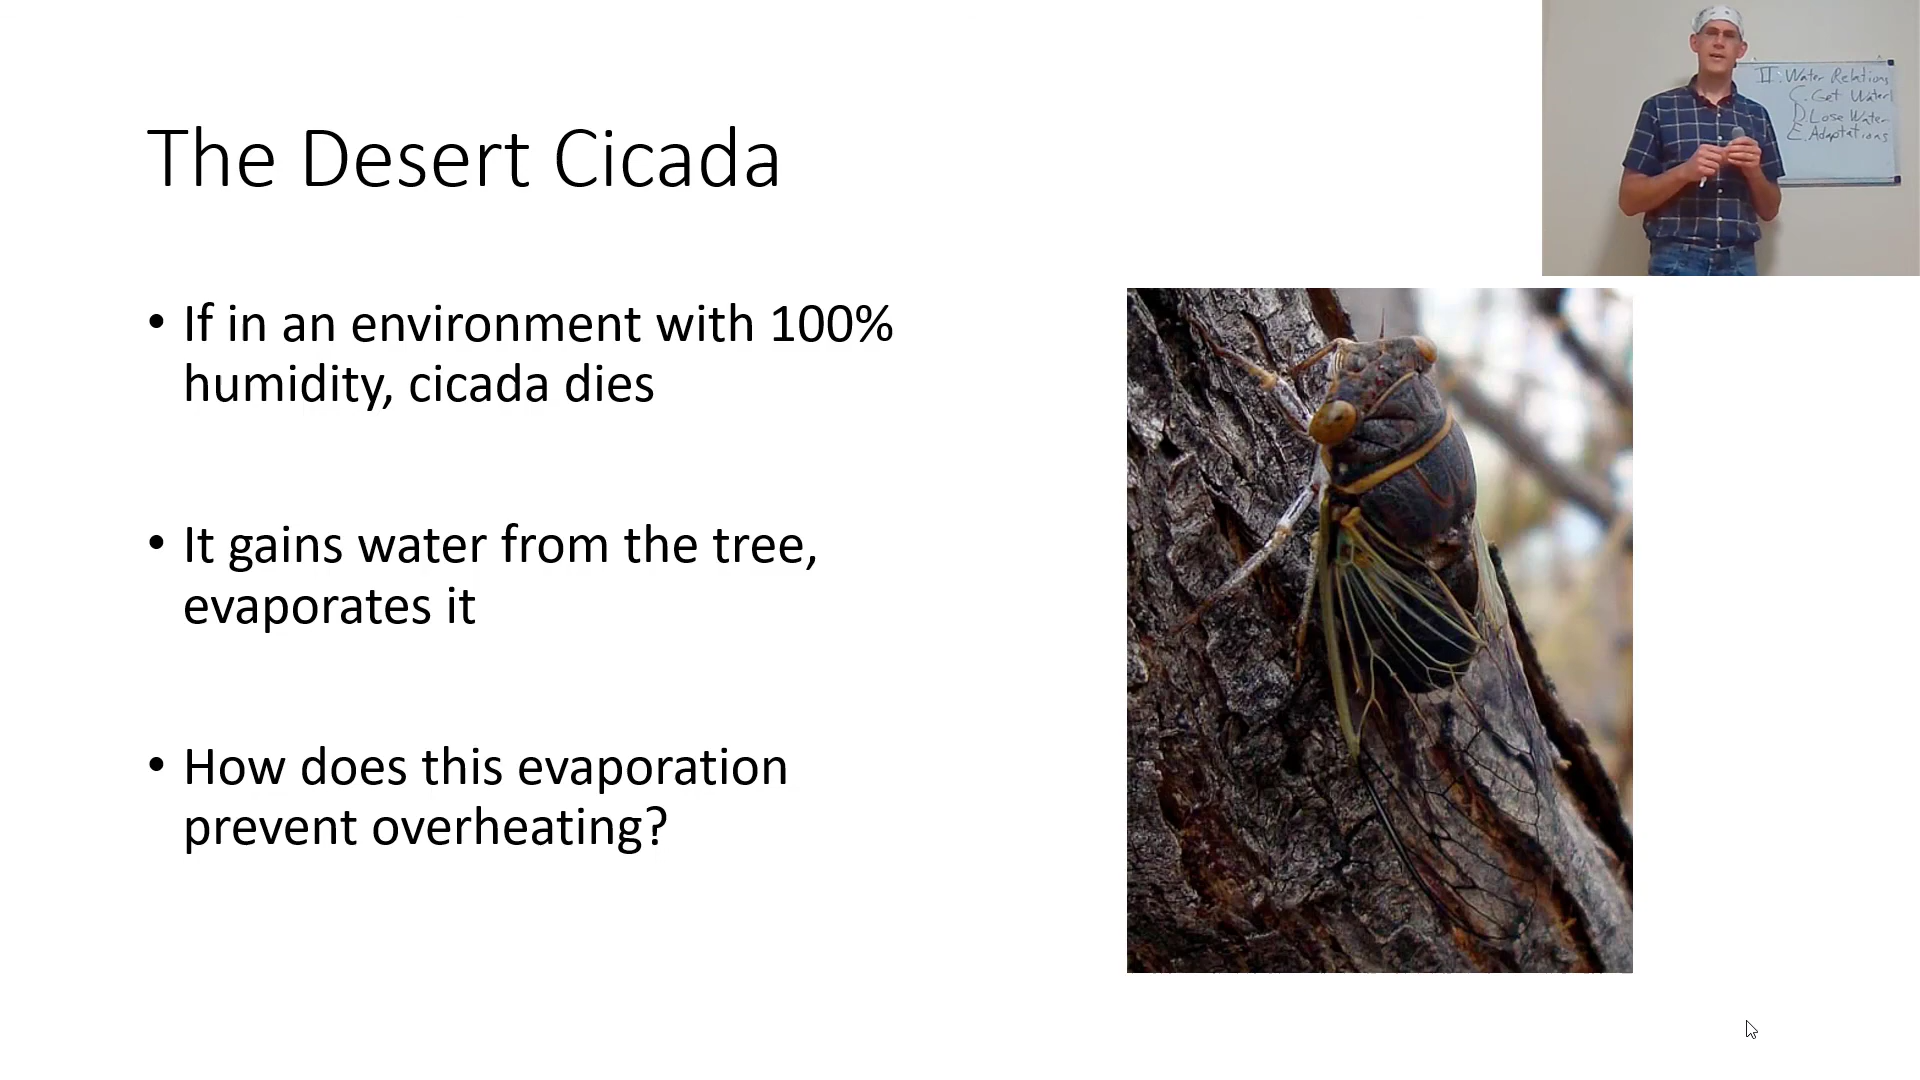 II. Water Relations
C. Get Water
D. Lose Water
E. Adaptations
The Desert Cicada
• If in an environment with 100%
humidity, cicada dies
• It gains water from the tree,
evaporates it
• How does this evaporation
prevent overheating?